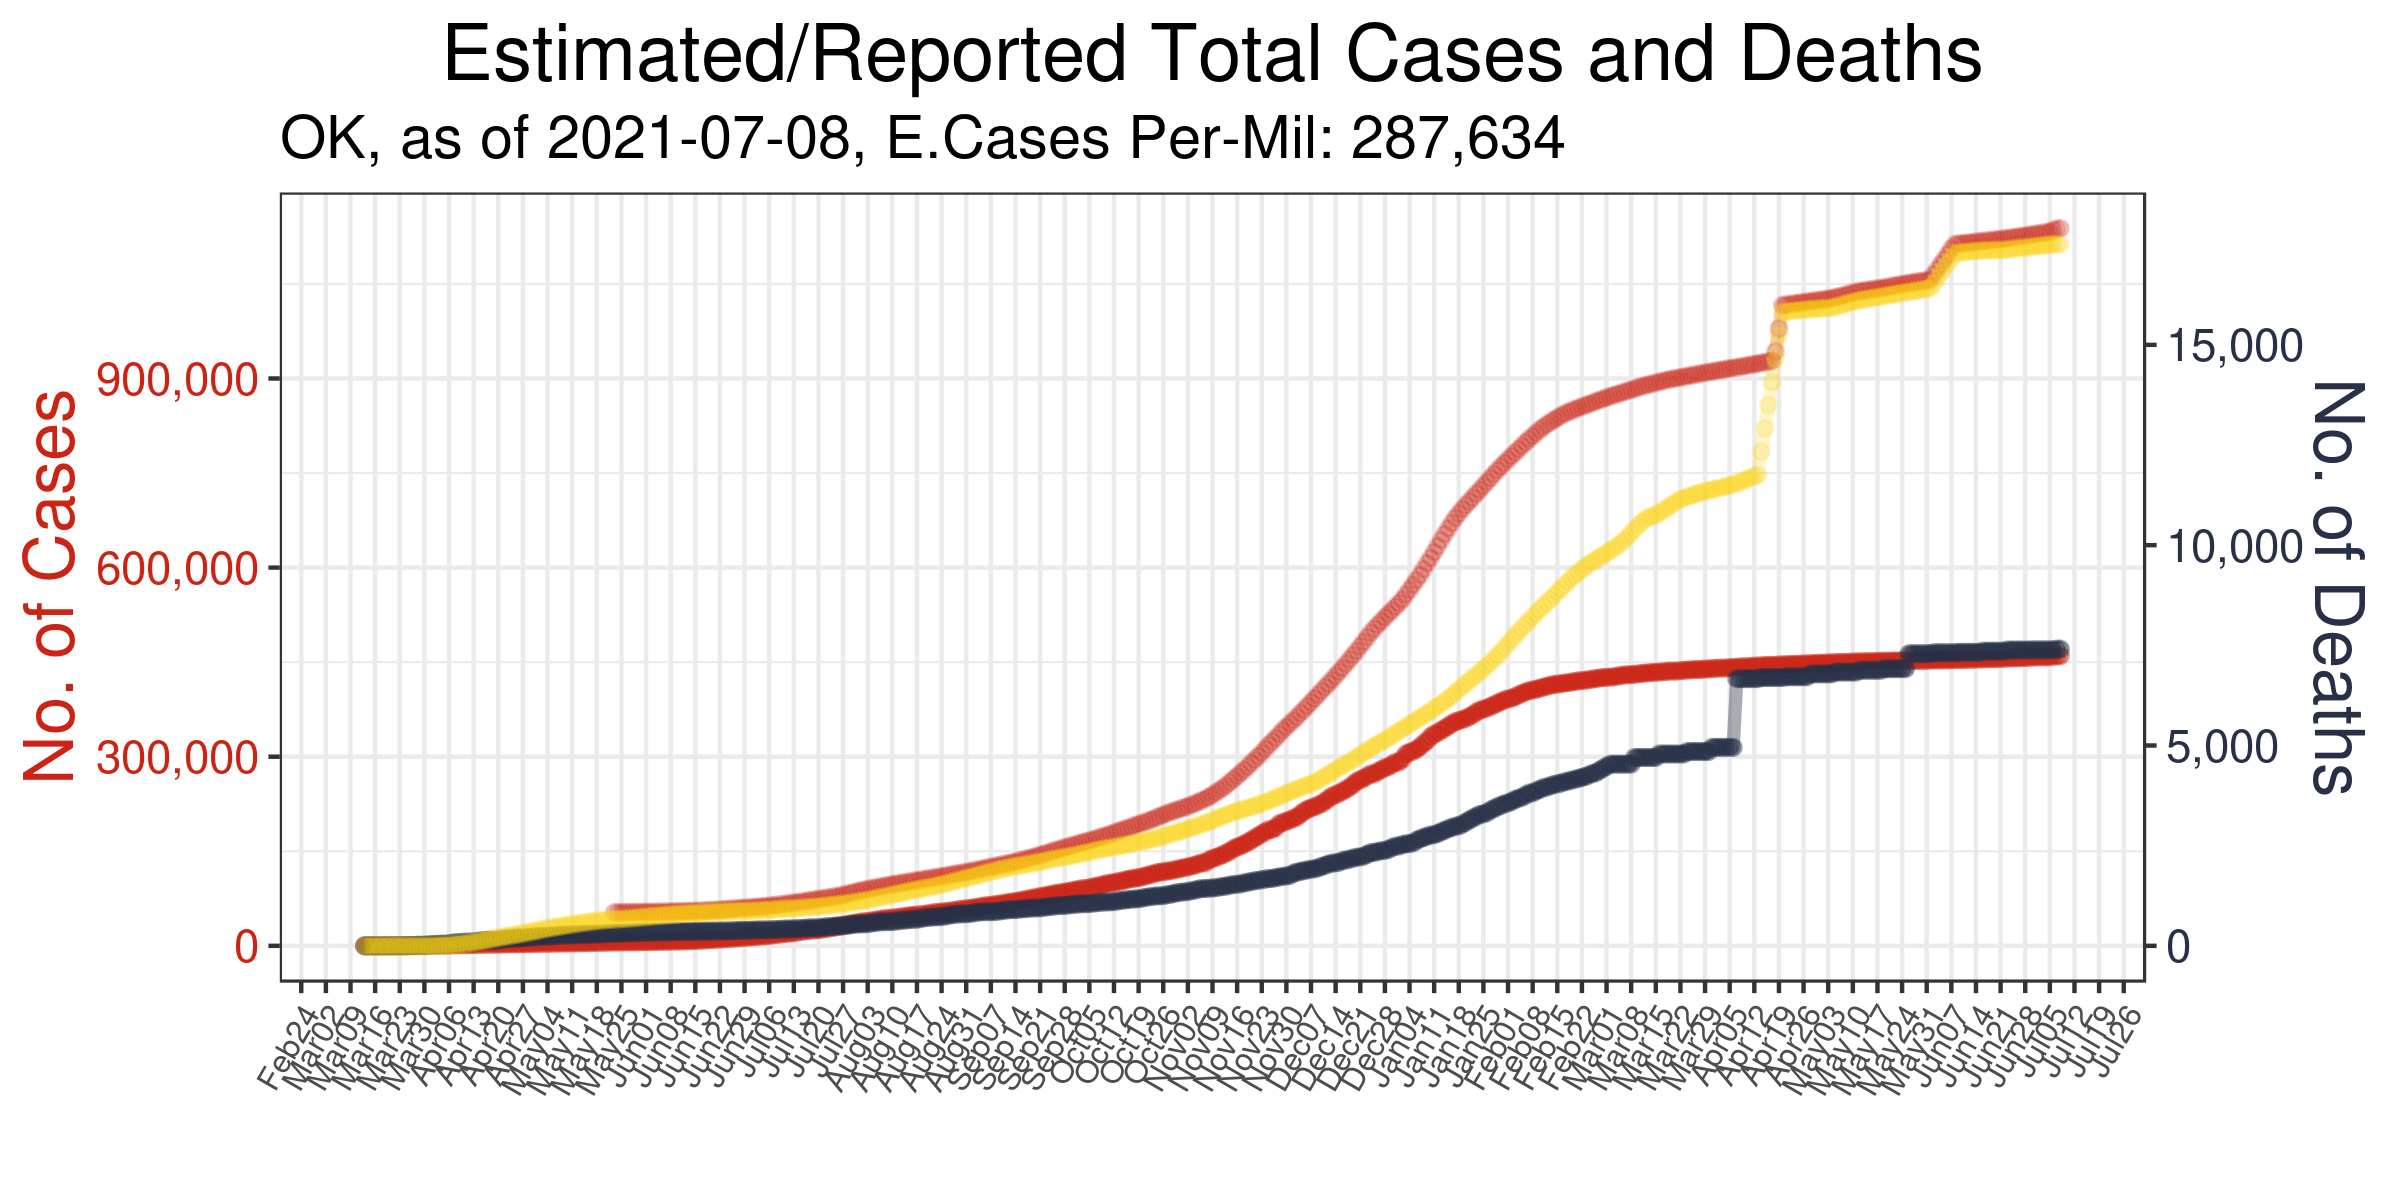 Estimated/Reported Total Cases and Deaths
OK, as of 2021-07-08, E.Cases Per-Mil: 287,634
No. of Cases
900,000
600,000
300,000
0
15,000
10,000
5,000
0
No. of Deaths
Feb24
Mar02
Mar09
Mar16
Mar23
Mar30
Apr06
Apr13
Apr20
Apr27
May04
May11
May18
May25
Jun01
Jun08
Jun15
Jun22
Jun29
Jul06
Jul13
Jul20
Jul27
Aug03
Aug10
Aug17
Aug24
Aug31
Sep07
Sep14
Sep21
Sep28
Oct05
Oct12
Oct19
Oct26
Nov02
Nov09
Nov16
Nov23
Nov30
Dec07
Dec14
Dec21
Dec28
Jan04
Jan11
Jan18
Jan25
Feb01
Feb08
Feb15
Feb22
Mar01
Mar08
Mar15
Mar22
Mar29
Apr05
Apr12
Apr19
Apr26
May03
May10
May17
May24
May31
Jun07
Jun14
Jun21
Jun28
Jul05
Jul12
Jul19
Jul26